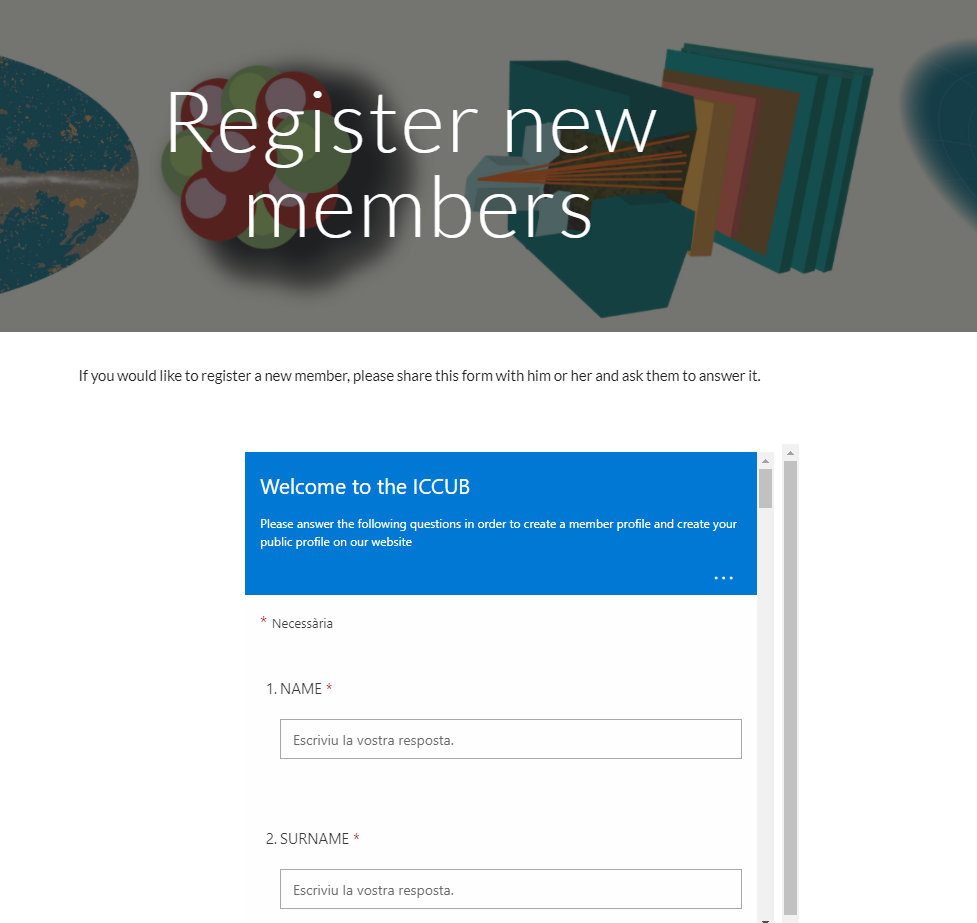 Register new
members
If you would like to register a new member, please share this form with him or her and ask them to answer it.
Welcome to the ICCUB
Please answer the following questions in order to create a member profile and create your
public profile on our website
...
* Necessària
1. NAME *
Escriviu la vostra resposta.
2. SURNAME *
Escriviu la vostra resposta.